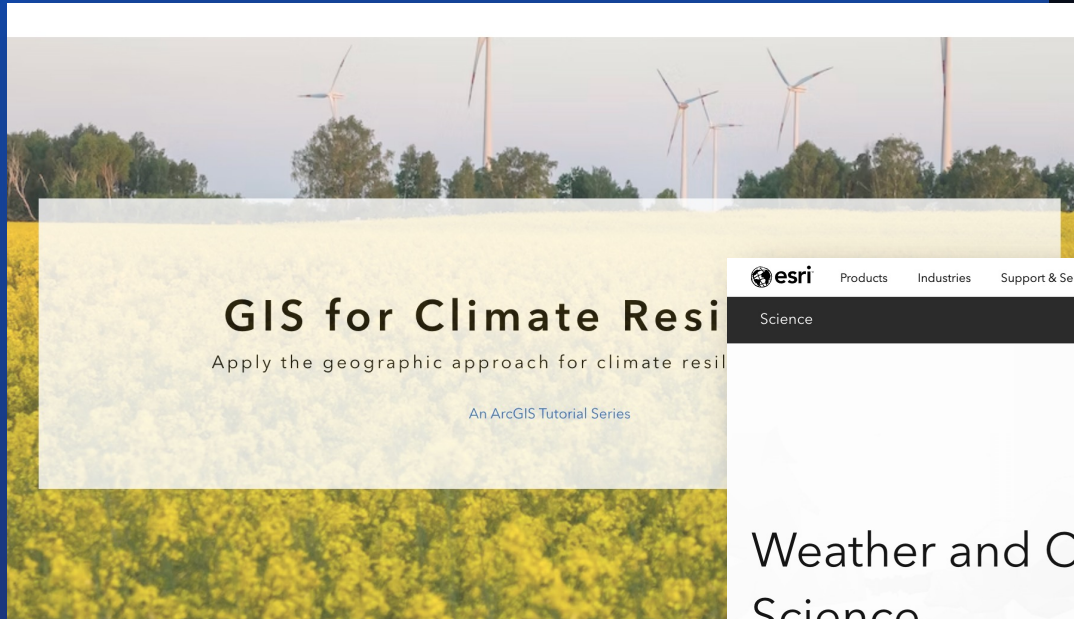 GIS for Climate Resi
Apply the geographic approach for climate resil
An ArcGIS Tutorial Series
esri
Products Industries Support & Se
Science
Weather and C
Science